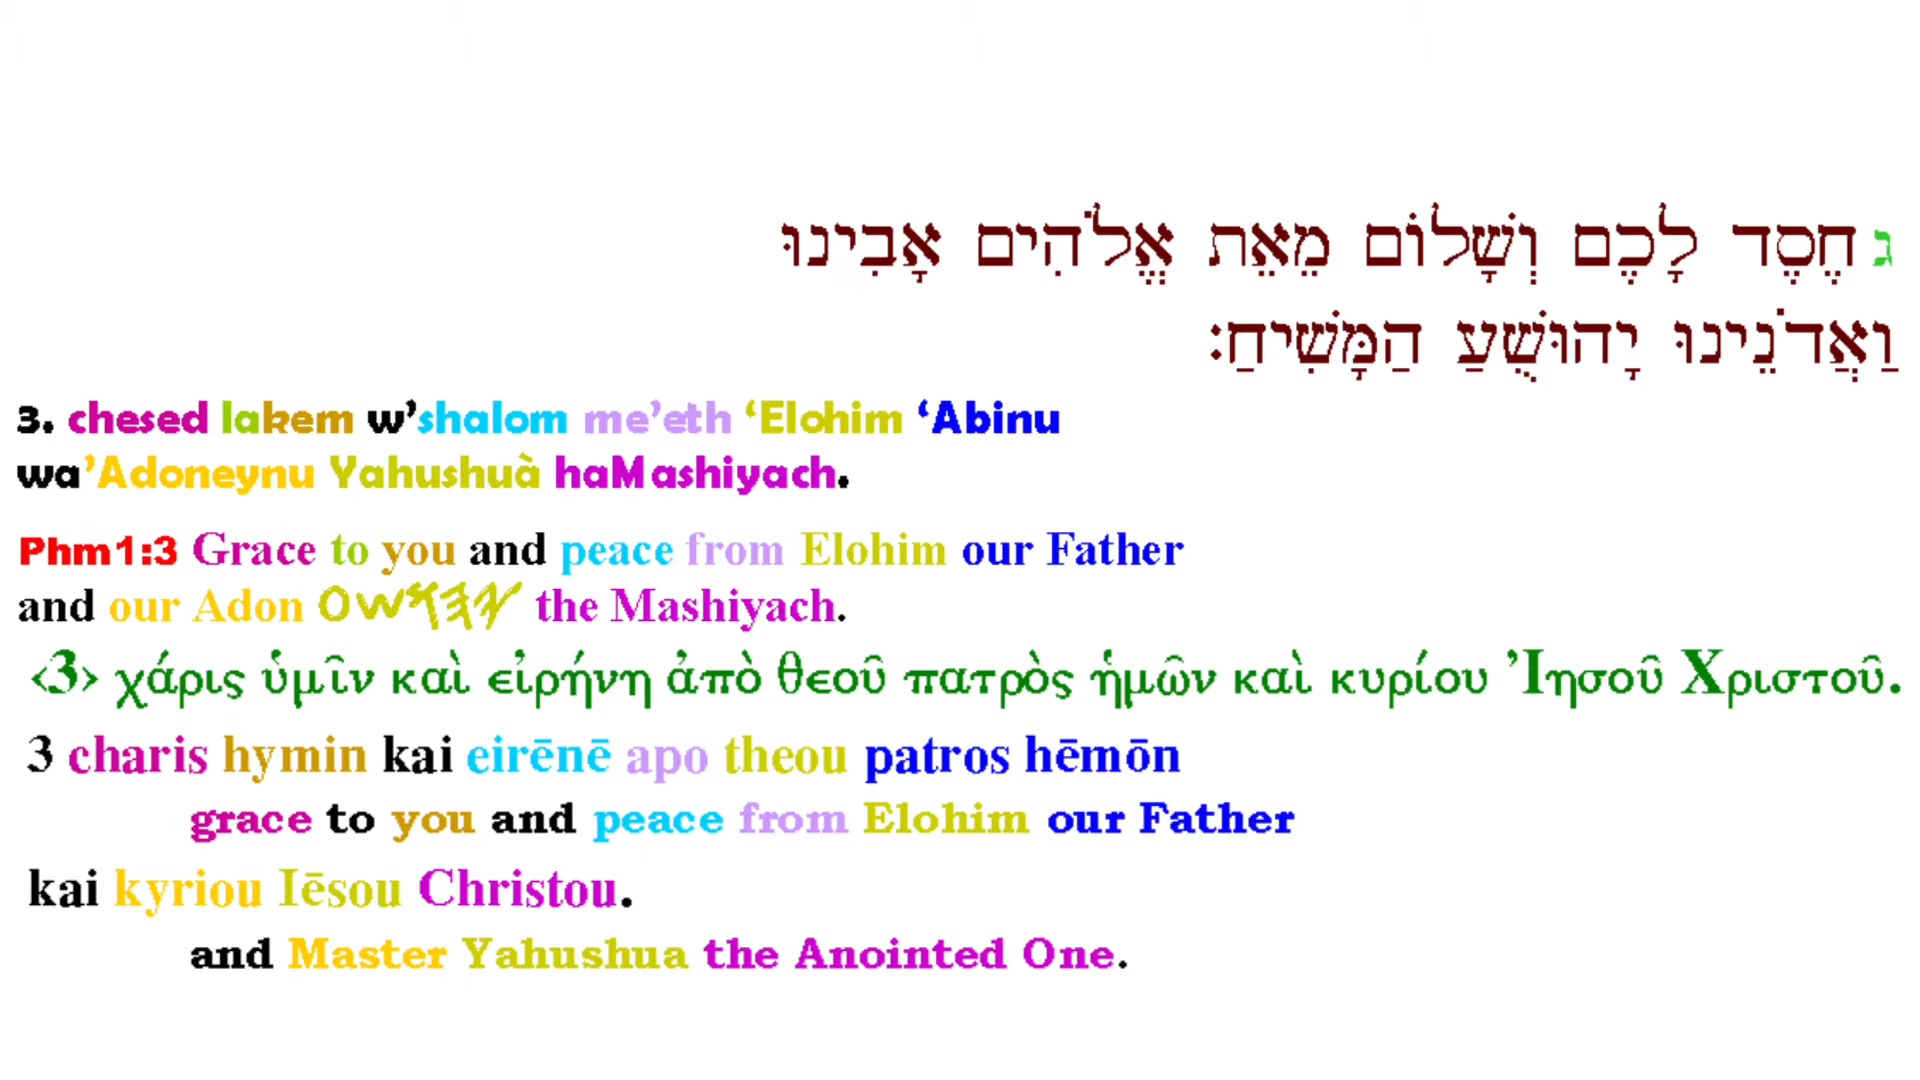 ג חֶסֶד לָכֶם וְשָׁלוֹם מֵאֵת אֱלֹהִים אָבִינוּ
וַאֲדֹנֵינוּ יָהוּשֻׁעַ הַמָּשִׁיחַ׃
3. chesed lakem w’shalom me’eth ‘Elohim ‘Abinu
wa’Adoneynu Yahushuà haMashiyach.
Phm1:3 Grace to you and peace from Elohim our Father
and our Adon 𐤉𐤄𐤅𐤔𐤏 the Mashiyach.
‹3› χάρις ὑμῖν καὶ εἰρήνη ἀπὸ θεοῦ πατρὸς ἡμῶν καὶ κυρίου Ἰησοῦ Χριστοῦ.
3 charis hymin kai eirēnē apo theou patros hēmōn
grace to you and peace from Elohim our Father
kai kyriou Iēsou Christou.
and Master Yahushua the Anointed One.